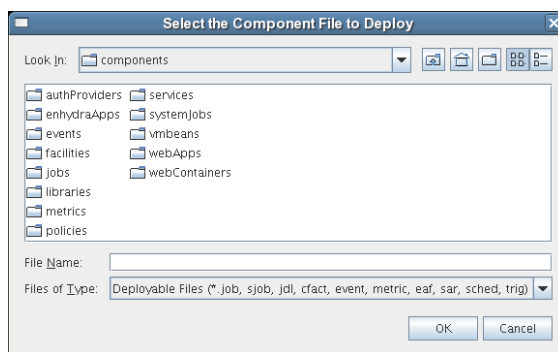 Select the Component File to Deploy
Look In: components
authProviders services
enhydraApps systemJobs
events vmbeans
facilities webApps
jobs webContainers
libraries
metrics
policies
File Name:
Files of Type: Deployable Files (*.job, sjob, jdl, cfact, event, metric, eaf, sar, sched, trig)
OK Cancel